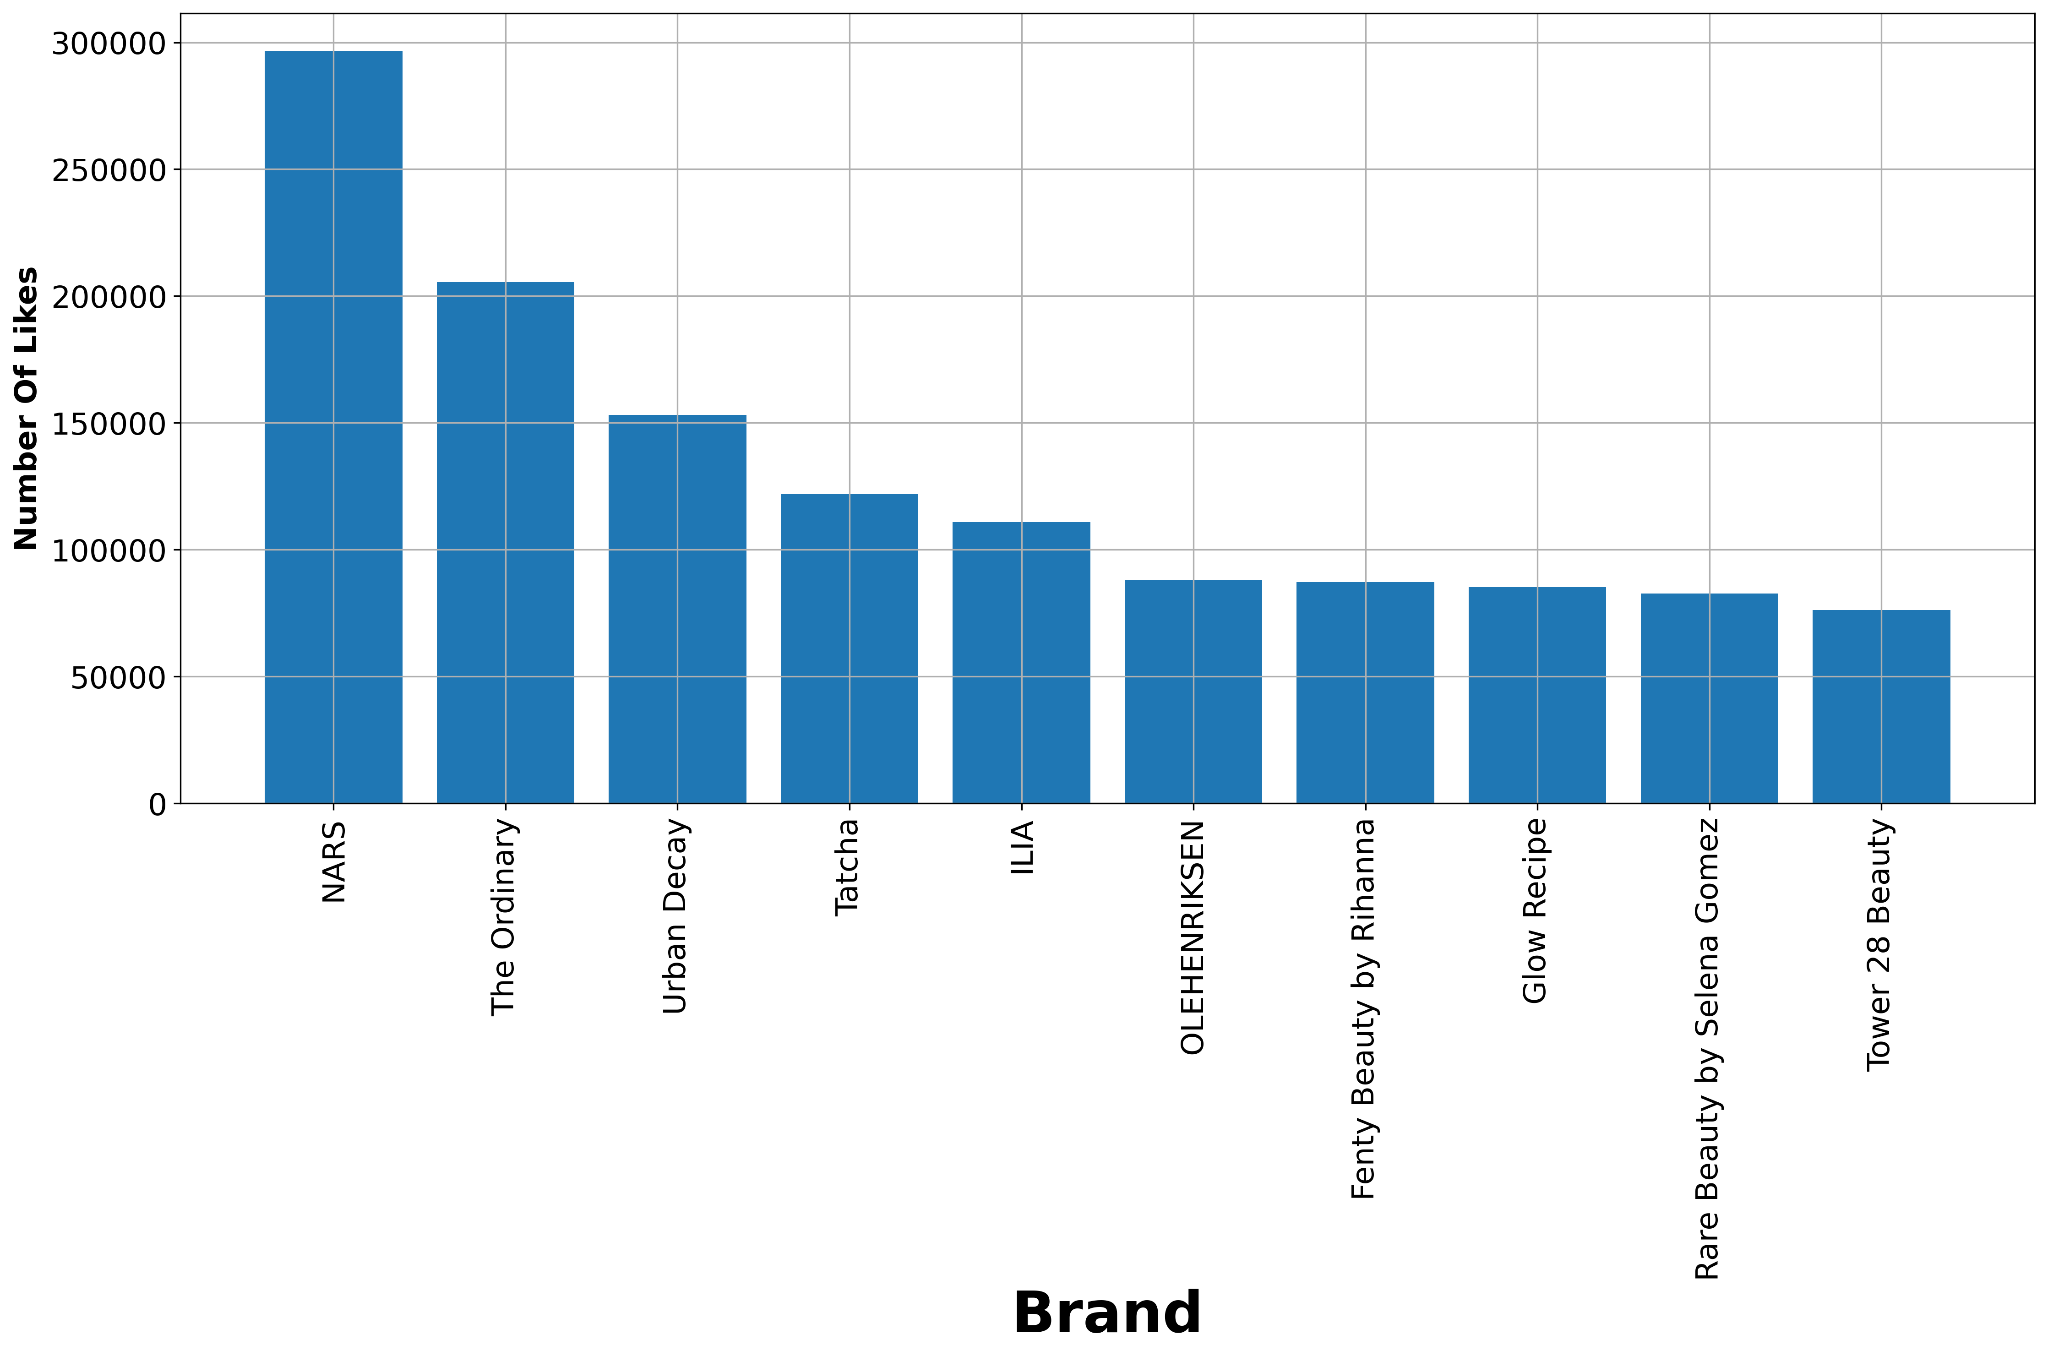 Number Of Likes
300000
250000
200000
150000
100000
50000
0
NARS
The Ordinary
Urban Decay
Tatcha
ILIA
OLEHENRIKSEN
Fenty Beauty by Rihanna
Glow Recipe
Rare Beauty by Selena Gomez
Tower 28 Beauty
Brand